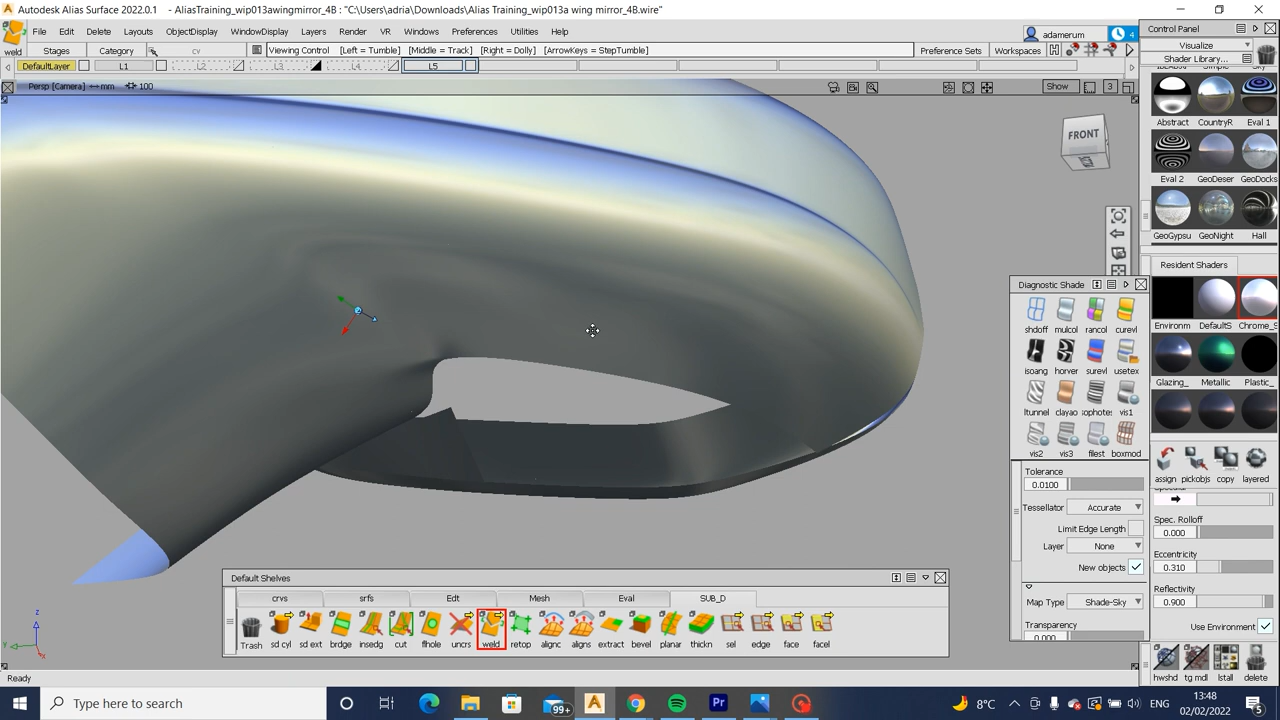 Autodesk Alias Surface 2022.0.1 - AliasTraining_wip013awingmirror_4B : "C:\Users\adria\Downloads\Alias Training_wip013a wing mirror_4B.wire"
weld
File Edit Delete Layouts ObjectDisplay WindowDisplay Layers Render VR Windows Preferences Utilities Help
adamerum
4
Stages Category cv
Viewing Control [Left = Tumble] [Middle = Track] [Right = Dolly] [ArrowKeys = StepTumble]
Preference Sets Workspaces
DefaultLayer L1 L2 L3 L4 L5
Persp [Camera] mm 100
Show 3
FRONT
Control Panel
Visualize
Shader Library...
Abstract CountryR Eval 1
Eval 2 GeoDeser GeoDocks
GeoGypsu GeoNight Hall
Resident Shaders
Environm DefaultS Chrome_S
Glazing_ Metallic Plastic_
assign pickobjs copy layered
Spec. Rolloff
0.000
Eccentricity
0.310
Reflectivity
0.900
Use Environment
hwshd tg mdl lstall delete
Diagnostic Shade
shdoff mulcol rancol curevl
isoang horver surevl usetex
ltunnel clayao sophotes vis1
vis2 vis3 filest boxmod
Tolerance
0.0100
Tessellator Accurate
Limit Edge Length
Layer None
New objects
Map Type Shade-Sky
Transparency
0.000
Default Shelves
crvs srfs Edt Mesh Eval SUB_D
Trash sd cyl sd ext brdge insedg cut flhole uncrs weld retop alignc aligns extract bevel planar thickn sel edge face facel
z
y
x
Ready
Type here to search
99+
Pr
8°C
ENG
13:48
02/02/2022
5